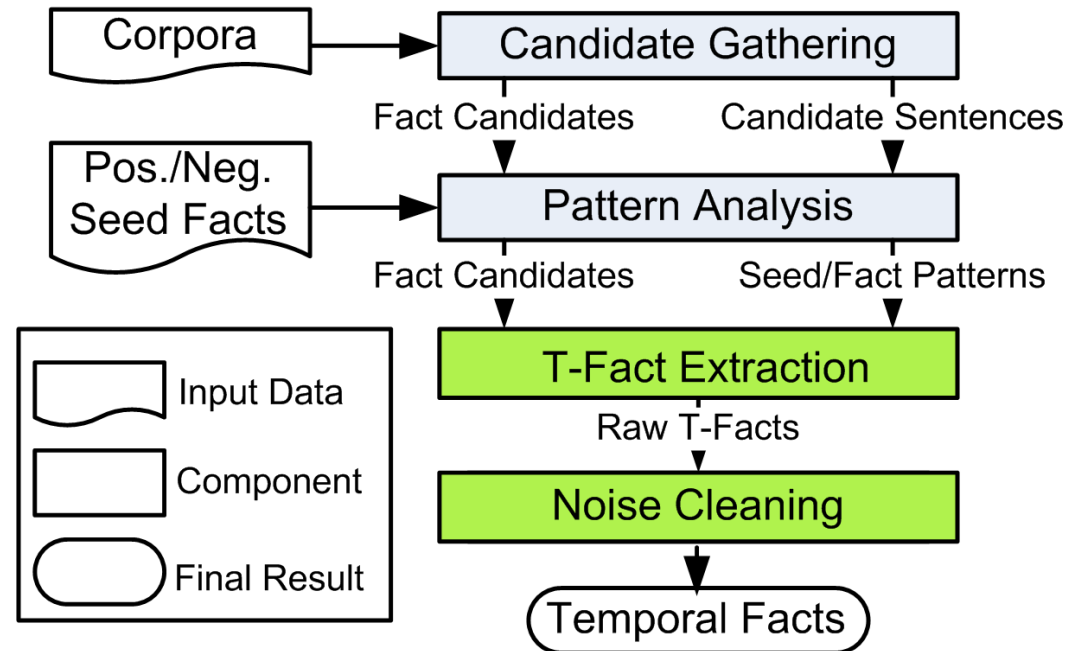 Corpora
Candidate Gathering
Fact Candidates
Candidate Sentences
Pos./Neg.
Seed Facts
Pattern Analysis
Fact Candidates
Seed/Fact Patterns
T-Fact Extraction
Raw T-Facts
Noise Cleaning
Temporal Facts
Input Data
Component
Final Result